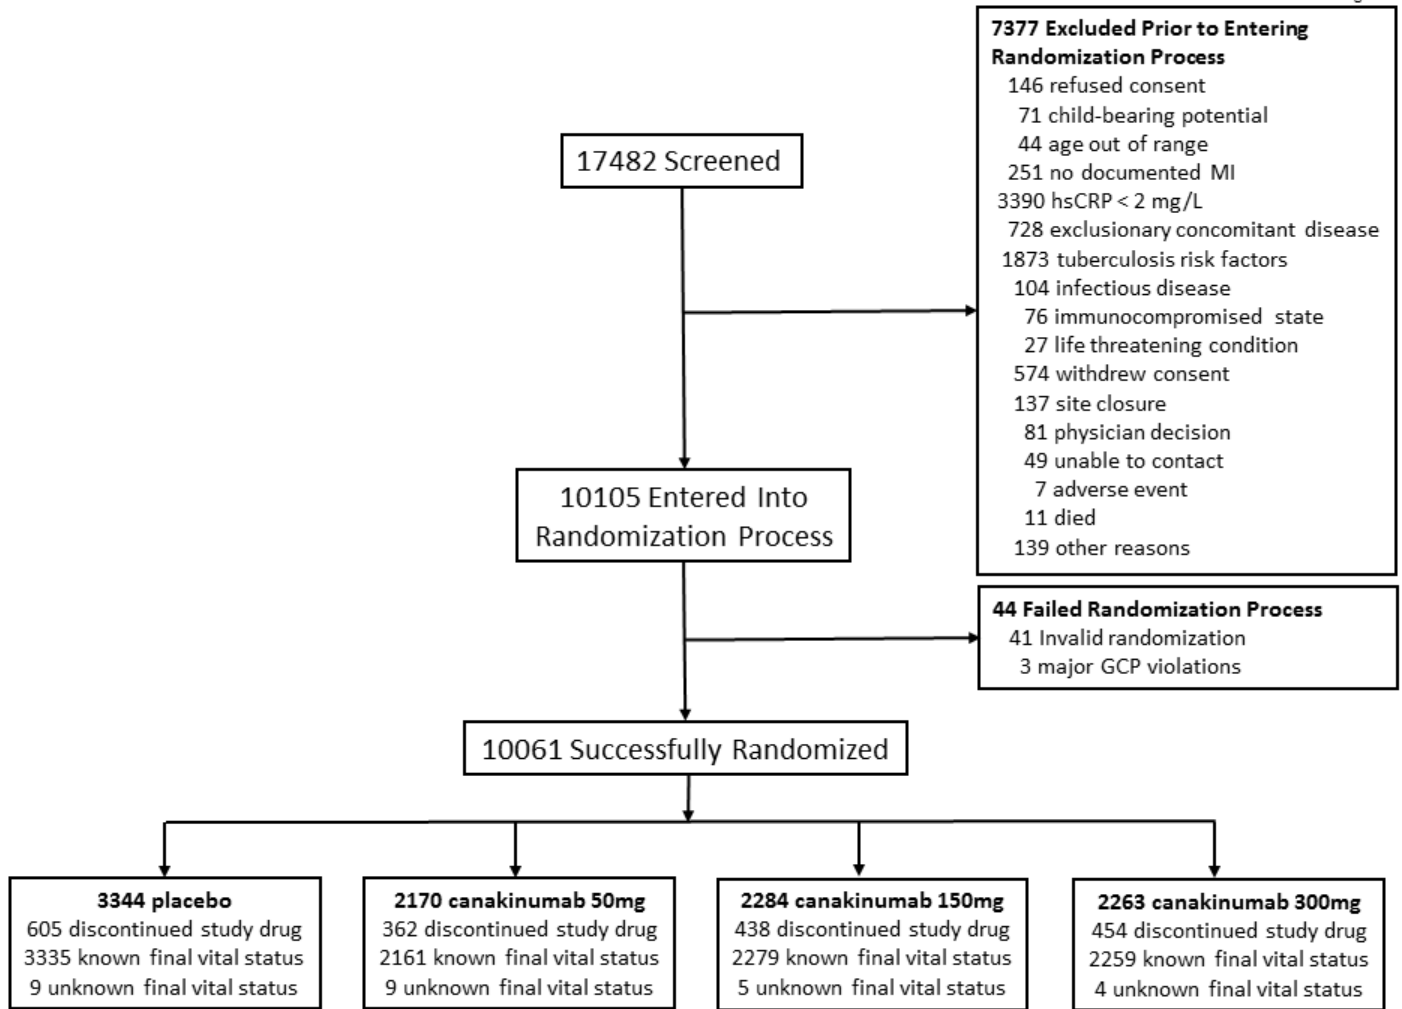 7377 Excluded Prior to Entering
Randomization Process
146 refused consent
71 child-bearing potential
44 age out of range
251 no documented MI
3390 hsCRP < 2 mg/L
728 exclusionary concomitant disease
1873 tuberculosis risk factors
104 infectious disease
76 immunocompromised state
27 life threatening condition
574 withdrew consent
137 site closure
81 physician decision
49 unable to contact
7 adverse event
11 died
139 other reasons
17482 Screened
10105 Entered Into
Randomization Process
44 Failed Randomization Process
41 Invalid randomization
3 major GCP violations
10061 Successfully Randomized
3344 placebo
605 discontinued study drug
3335 known final vital status
9 unknown final vital status
2170 canakinumab 50mg
362 discontinued study drug
2161 known final vital status
9 unknown final vital status
2284 canakinumab 150mg
438 discontinued study drug
2279 known final vital status
5 unknown final vital status
2263 canakinumab 300mg
454 discontinued study drug
2259 known final vital status
4 unknown final vital status